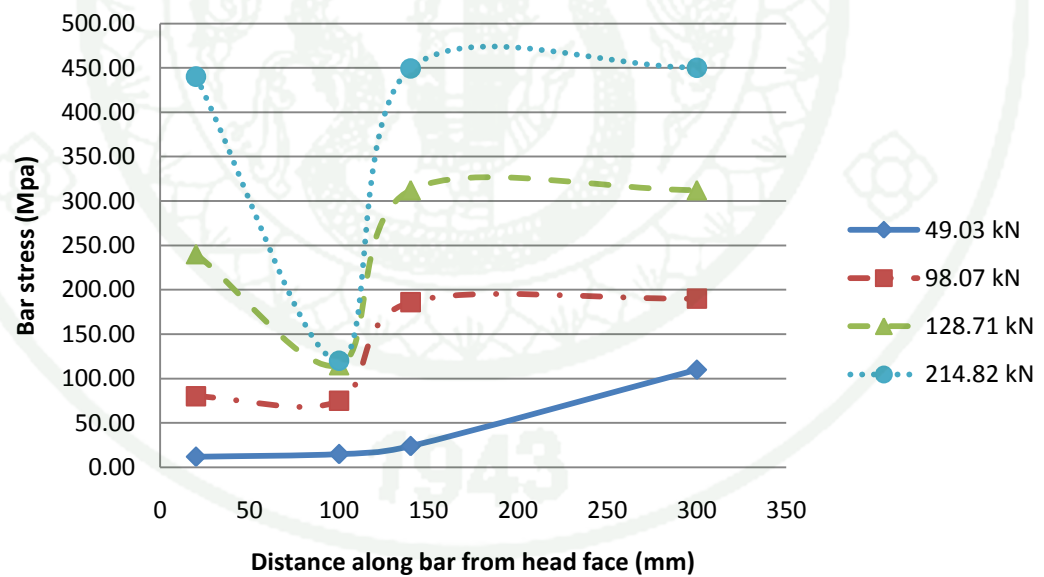 500.00
450.00
400.00
350.00
300.00
250.00
200.00
150.00
100.00
50.00
0.00
Bar stress (Mpa)
0 50 100 150 200 250 300 350
Distance along bar from head face (mm)
49.03 kN
98.07 kN
128.71 kN
214.82 kN
1943